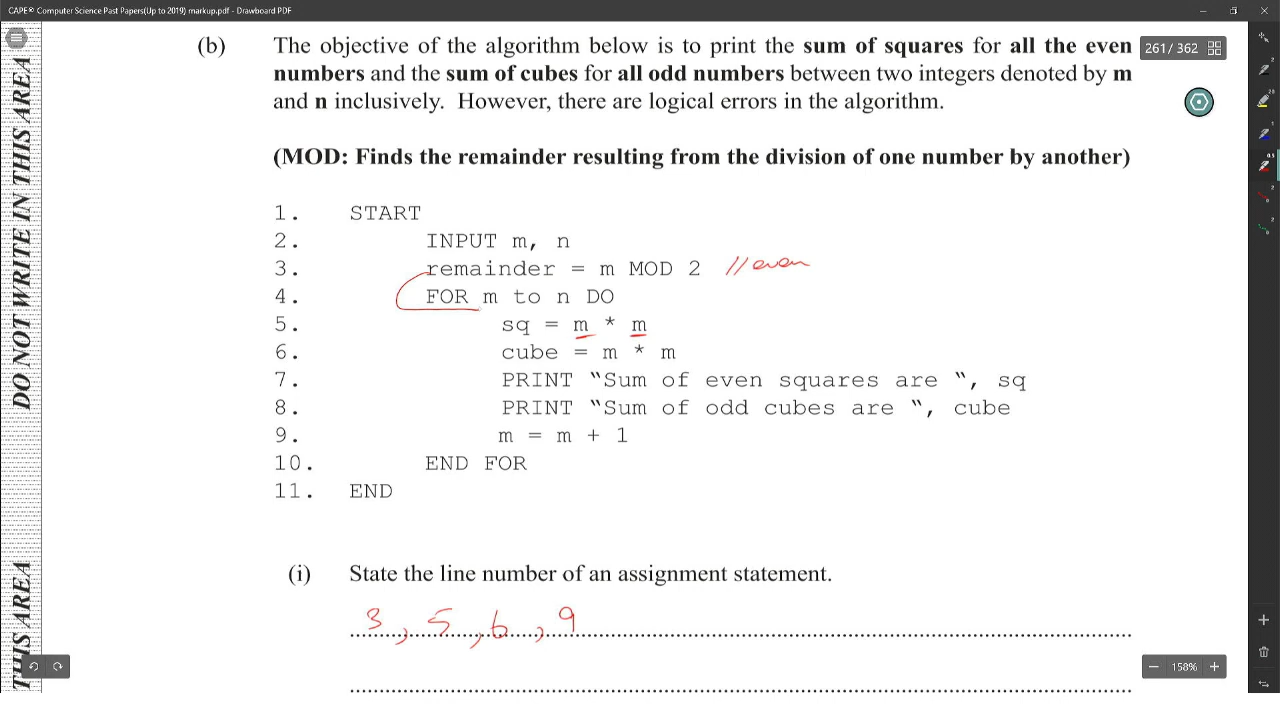 CAPE® Computer Science Past Papers(Up to 2019) markup.pdf - Drawboard PDF
DO NOT WRITE IN THIS AREA
THIS AREA
261 / 362
(b) The objective of the algorithm below is to print the sum of squares for all the even
numbers and the sum of cubes for all odd numbers between two integers denoted by m
and n inclusively. However, there are logical errors in the algorithm.
(MOD: Finds the remainder resulting from the division of one number by another)
1. START
2. INPUT m, n
3. remainder = m MOD 2 //even
4. FOR m to n DO
5. sq = m * m
6. cube = m * m
7. PRINT “Sum of even squares are “, sq
8. PRINT “Sum of odd cubes are “, cube
9. m = m + 1
10. END FOR
11. END
(i) State the line number of an assignment statement.
3, 5, 6, 9
158%